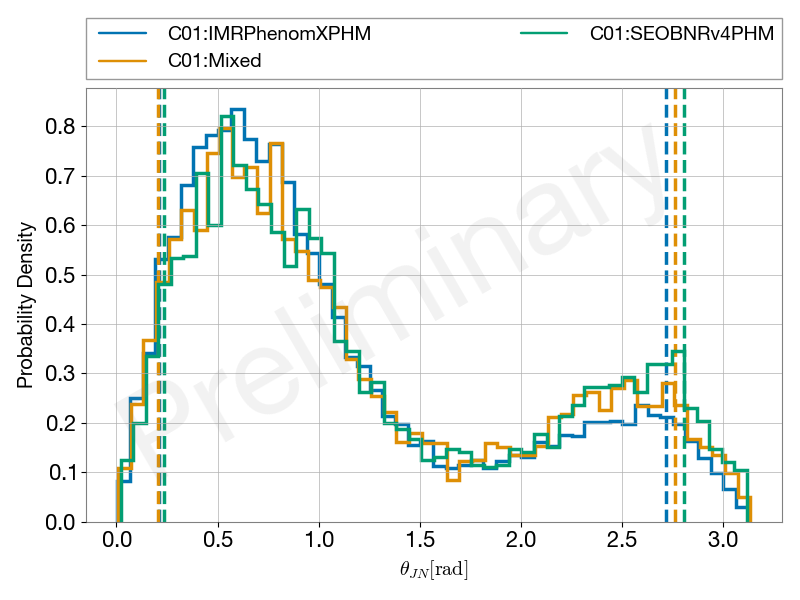 C01:IMRPhenomXPHM
C01:Mixed
C01:SEOBNRv4PHM
Preliminary
Probability Density
0.8
0.7
0.6
0.5
0.4
0.3
0.2
0.1
0.0
0.0 0.5 1.0 1.5 2.0 2.5 3.0
θ_{JN}[rad]